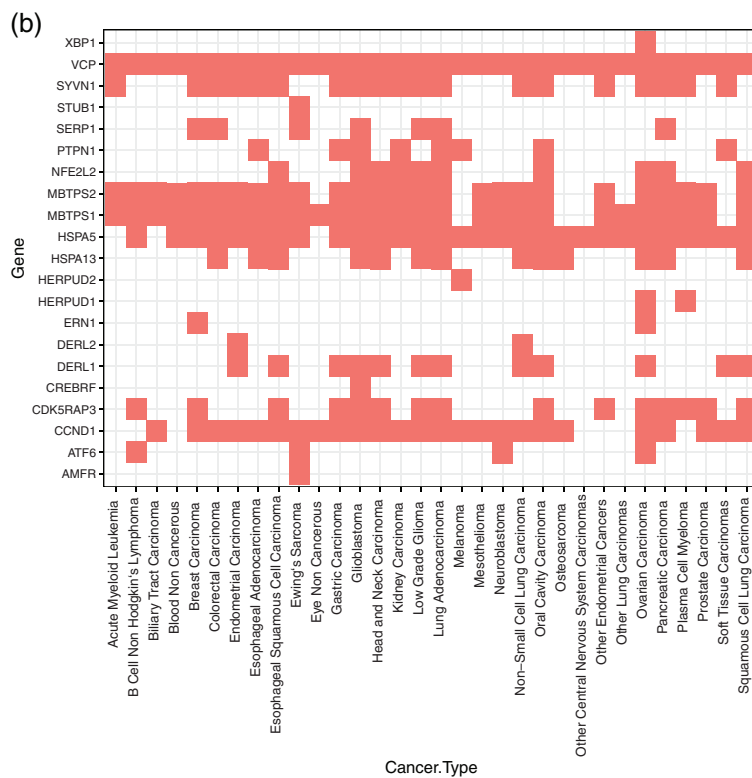 (b)
XBP1
VCP
SYVN1
STUB1
SERP1
PTPN1
NFE2L2
MBTPS2
MBTPS1
HSPA5
HSPA13
HERPUD2
HERPUD1
ERN1
DERL2
DERL1
CREBRF
CDK5RAP3
CCND1
ATF6
AMFR
Gene
Acute Myeloid Leukemia
B Cell Non Hodgkin's Lymphoma
Biliary Tract Carcinoma
Blood Non Cancerous
Breast Carcinoma
Colorectal Carcinoma
Endometrial Carcinoma
Esophageal Adenocarcinoma
Esophageal Squamous Cell Carcinoma
Ewing's Sarcoma
Eye Non Cancerous
Gastric Carcinoma
Glioblastoma
Head and Neck Carcinoma
Kidney Carcinoma
Low Grade Glioma
Lung Adenocarcinoma
Melanoma
Mesothelioma
Neuroblastoma
Non−Small Cell Lung Carcinoma
Oral Cavity Carcinoma
Osteosarcoma
Other Central Nervous System Carcinomas
Other Endometrial Cancers
Other Lung Carcinomas
Ovarian Carcinoma
Pancreatic Carcinoma
Plasma Cell Myeloma
Prostate Carcinoma
Soft Tissue Carcinomas
Squamous Cell Lung Carcinoma
Cancer.Type